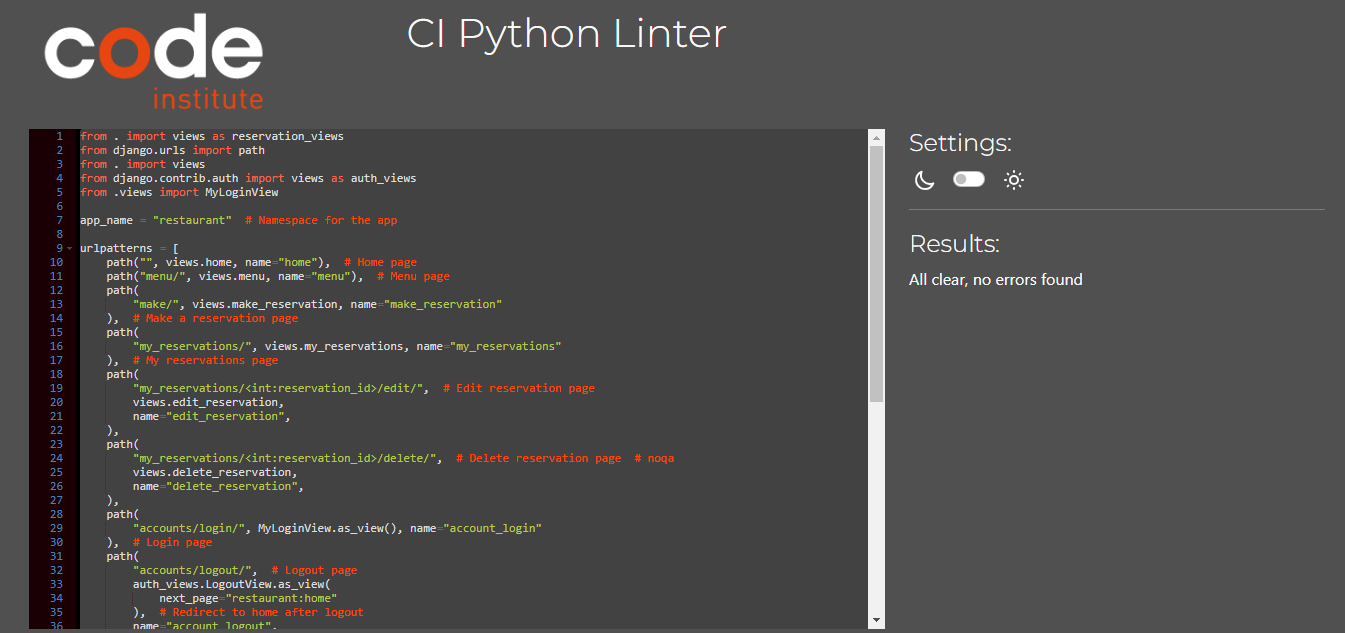 code
institute
CI Python Linter
1 from . import views as reservation_views
2 from django.urls import path
3 from . import views
4 from django.contrib.auth import views as auth_views
5 from .views import MyLoginView
6
7 app_name = "restaurant"  # Namespace for the app
8
9 urlpatterns = [
10     path("", views.home, name="home"),  # Home page
11     path("menu/", views.menu, name="menu"),  # Menu page
12     path(
13         "make/", views.make_reservation, name="make_reservation"
14     ),  # Make a reservation page
15     path(
16         "my_reservations/", views.my_reservations, name="my_reservations"
17     ),  # My reservations page
18     path(
19         "my_reservations/<int:reservation_id>/edit/",  # Edit reservation page
20         views.edit_reservation,
21         name="edit_reservation",
22     ),
23     path(
24         "my_reservations/<int:reservation_id>/delete/",  # Delete reservation page  # noqa
25         views.delete_reservation,
26         name="delete_reservation",
27     ),
28     path(
29         "accounts/login/", MyLoginView.as_view(), name="account_login"
30     ),  # Login page
31     path(
32         "accounts/logout/",  # Logout page
33         auth_views.LogoutView.as_view(
34             next_page="restaurant:home"
35         ),  # Redirect to home after logout
36         name="account_logout",
Settings:
Results:
All clear, no errors found